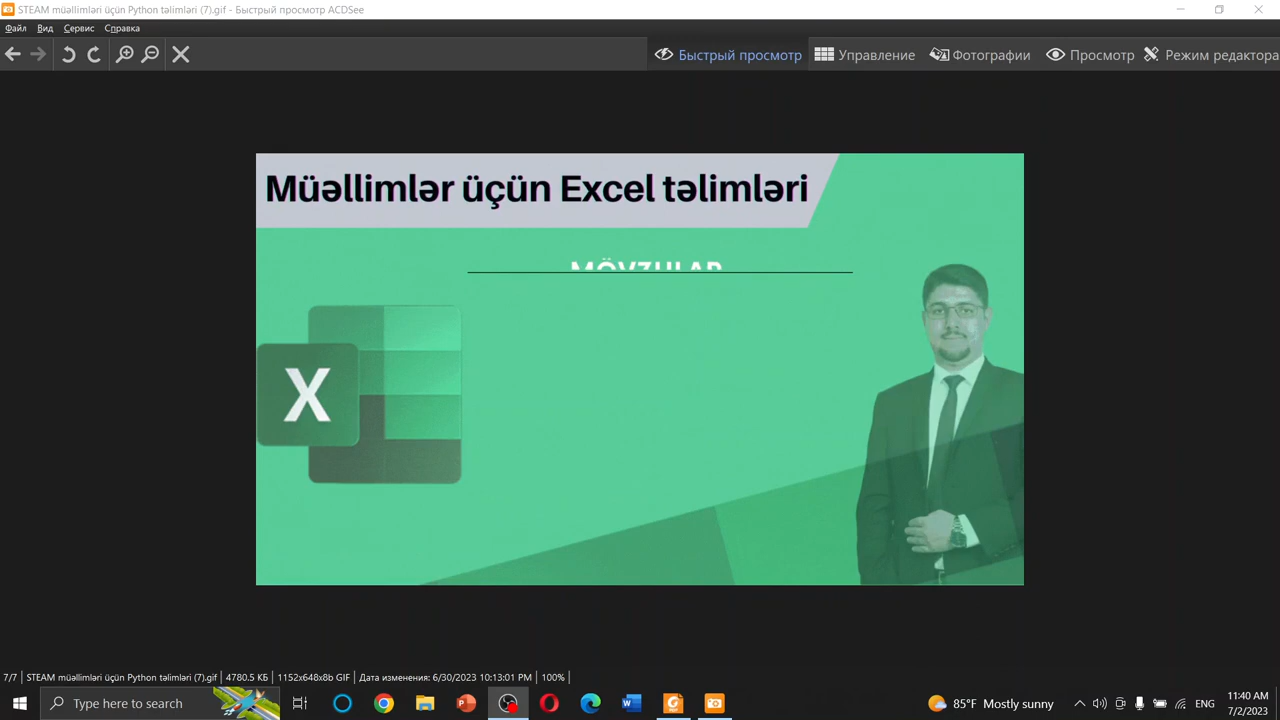 STEAM müəllimləri üçün Python təlimləri (7).gif - Быстрый просмотр ACDSee
Файл Вид Сервис Справка
Быстрый просмотр Управление Фотографии Просмотр Режим редактора
Müəllimlər üçün Excel təlimləri
MÖVZULAR
X
7/7 STEAM müəllimləri üçün Python təlimləri (7).gif 4780.5 КБ 1152x648x8b GIF Дата изменения: 6/30/2023 10:13:01 PM 100%
Type here to search 85°F Mostly sunny ENG 11:40 AM
7/2/2023